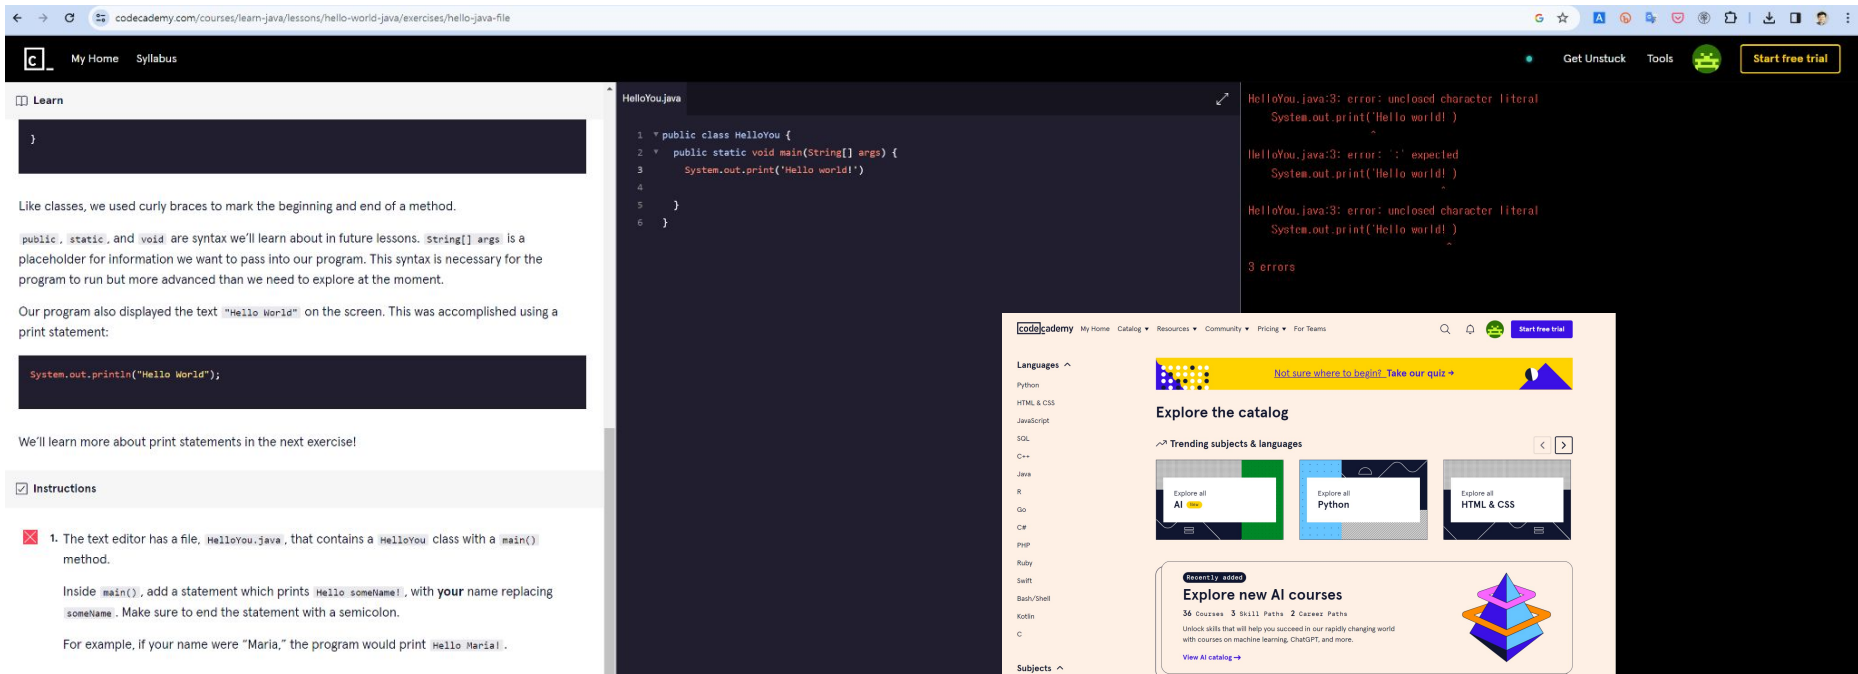 codecademy.com/courses/learn-java/lessons/hello-world-java/exercises/hello-java-file
c_
My Home Syllabus
Get Unstuck Tools Start free trial
Learn
}
Like classes, we used curly braces to mark the beginning and end of a method.
public, static, and void are syntax we'll learn about in future lessons. String[] args is a
placeholder for information we want to pass into our program. This syntax is necessary for the
program to run but more advanced than we need to explore at the moment.
Our program also displayed the text "Hello World" on the screen. This was accomplished using a
print statement:
System.out.println("Hello World");
We'll learn more about print statements in the next exercise!
Instructions
1. The text editor has a file, HelloYou.java, that contains a HelloYou class with a main()
method.
Inside main(), add a statement which prints Hello someName!, with your name replacing
someName. Make sure to end the statement with a semicolon.
For example, if your name were "Maria," the program would print Hello Maria!.
HelloYou.java
1 public class HelloYou {
2 public static void main(String[] args) {
3 System.out.print('Hello world!')
4
5 }
6 }
HelloYou.java:3: error: unclosed character literal
System.out.print('Hello world! )
^
HelloYou.java:3: error: ';' expected
System.out.print('Hello world! )
^
HelloYou.java:3: error: unclosed character literal
System.out.print('Hello world! )
^
3 errors
codecademy My Home Catalog Resources Community Pricing For Teams Start free trial
Languages
Python
HTML & CSS
JavaScript
SQL
C++
Java
R
Go
C#
PHP
Ruby
Swift
Bash/Shell
Kotlin
C
Subjects
Not sure where to begin? Take our quiz →
Explore the catalog
Trending subjects & languages
Explore all
AI New
Explore all
Python
Explore all
HTML & CSS
Recently added
Explore new AI courses
36 Courses 3 Skill Paths 2 Career Paths
Unlock skills that will help you succeed in our rapidly changing world
with courses on machine learning, ChatGPT, and more.
View AI catalog →